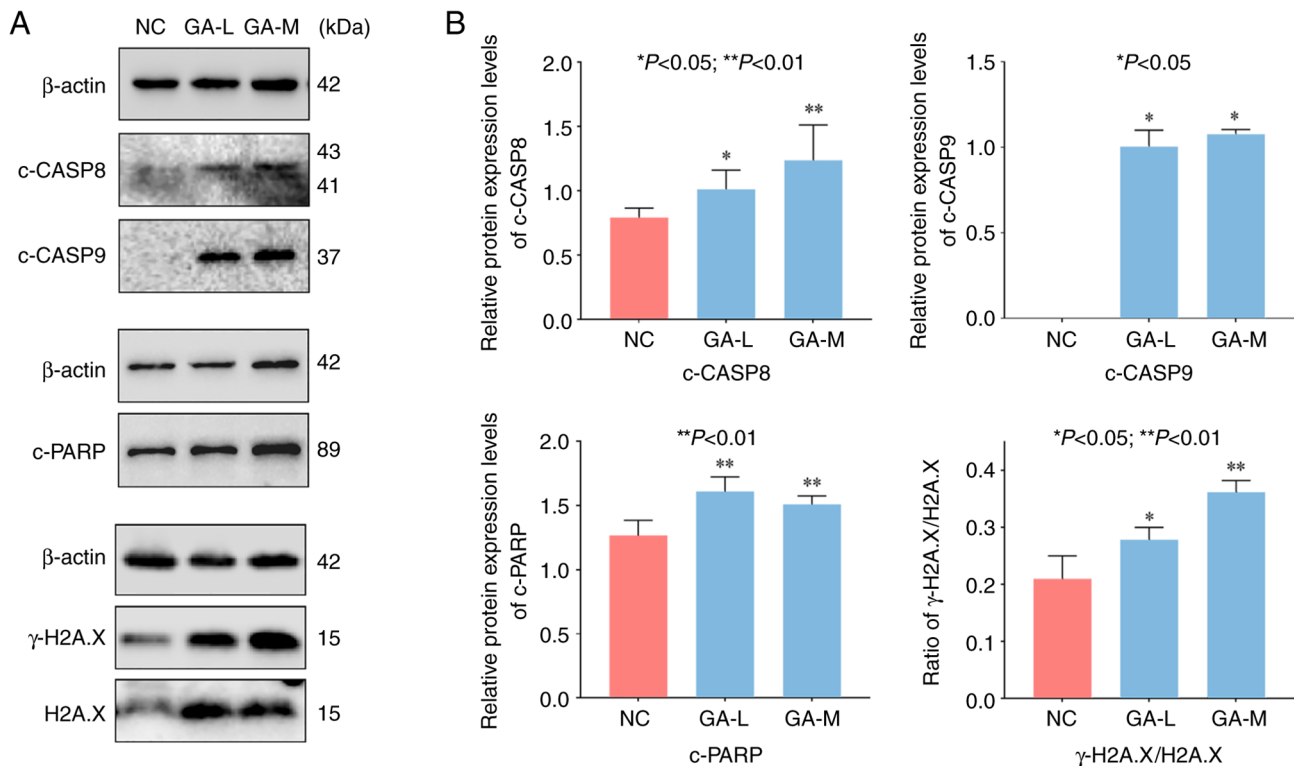 A
NC GA-L GA-M (kDa)
β-actin 42
c-CASP8 43
41
c-CASP9 37
β-actin 42
c-PARP 89
β-actin 42
γ-H2A.X 15
H2A.X 15
B
*P<0.05; **P<0.01
Relative protein expression levels
of c-CASP8
2.0
1.5
1.0
0.5
0.0
*
**
NC GA-L GA-M
c-CASP8
*P<0.05
Relative protein expression levels
of c-CASP9
1.5
1.0
0.5
0.0
*
*
NC GA-L GA-M
c-CASP9
**P<0.01
Relative protein expression levels
of c-PARP
2.0
1.5
1.0
0.5
0.0
**
**
NC GA-L GA-M
c-PARP
*P<0.05; **P<0.01
Ratio of γ-H2A.X/H2A.X
0.4
0.3
0.2
0.1
0.0
*
**
NC GA-L GA-M
γ-H2A.X/H2A.X